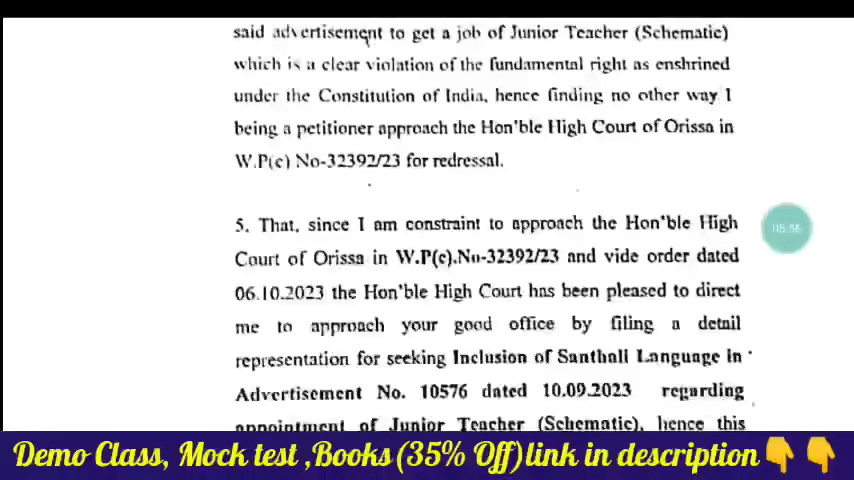 said advertisement to get a job of Junior Teacher (Schematic)
which is a clear violation of the fundamental right as enshrined
under the Constitution of India, hence finding no other way I
being a petitioner approach the Hon'ble High Court of Orissa in
W.P(c) No-32392/23 for redressal.
5. That, since I am constraint to approach the Hon'ble High
Court of Orissa in W.P(c).No-32392/23 and vide order dated
06.10.2023 the Hon'ble High Court has been pleased to direct
me to approach your good office by filing a detail
representation for seeking Inclusion of Santhali Language in
Advertisement No. 10576 dated 10.09.2023 regarding
appointment of Junior Teacher (Schematic), hence this
Demo Class, Mock test ,Books(35% Off)link in description👇👇